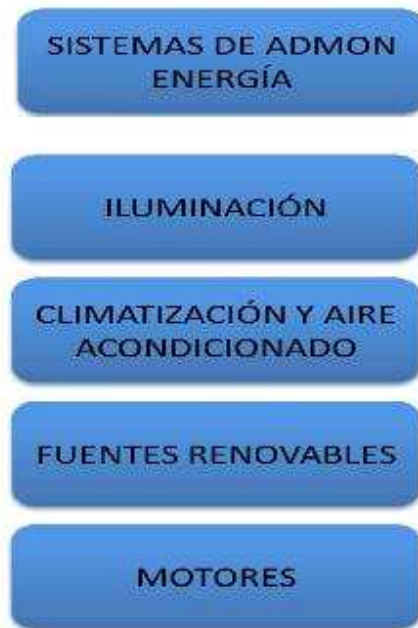 SISTEMAS DE ADMON
ENERGÍA
ILUMINACIÓN
CLIMATIZACIÓN Y AIRE
ACONDICIONADO
FUENTES RENOVABLES
MOTORES